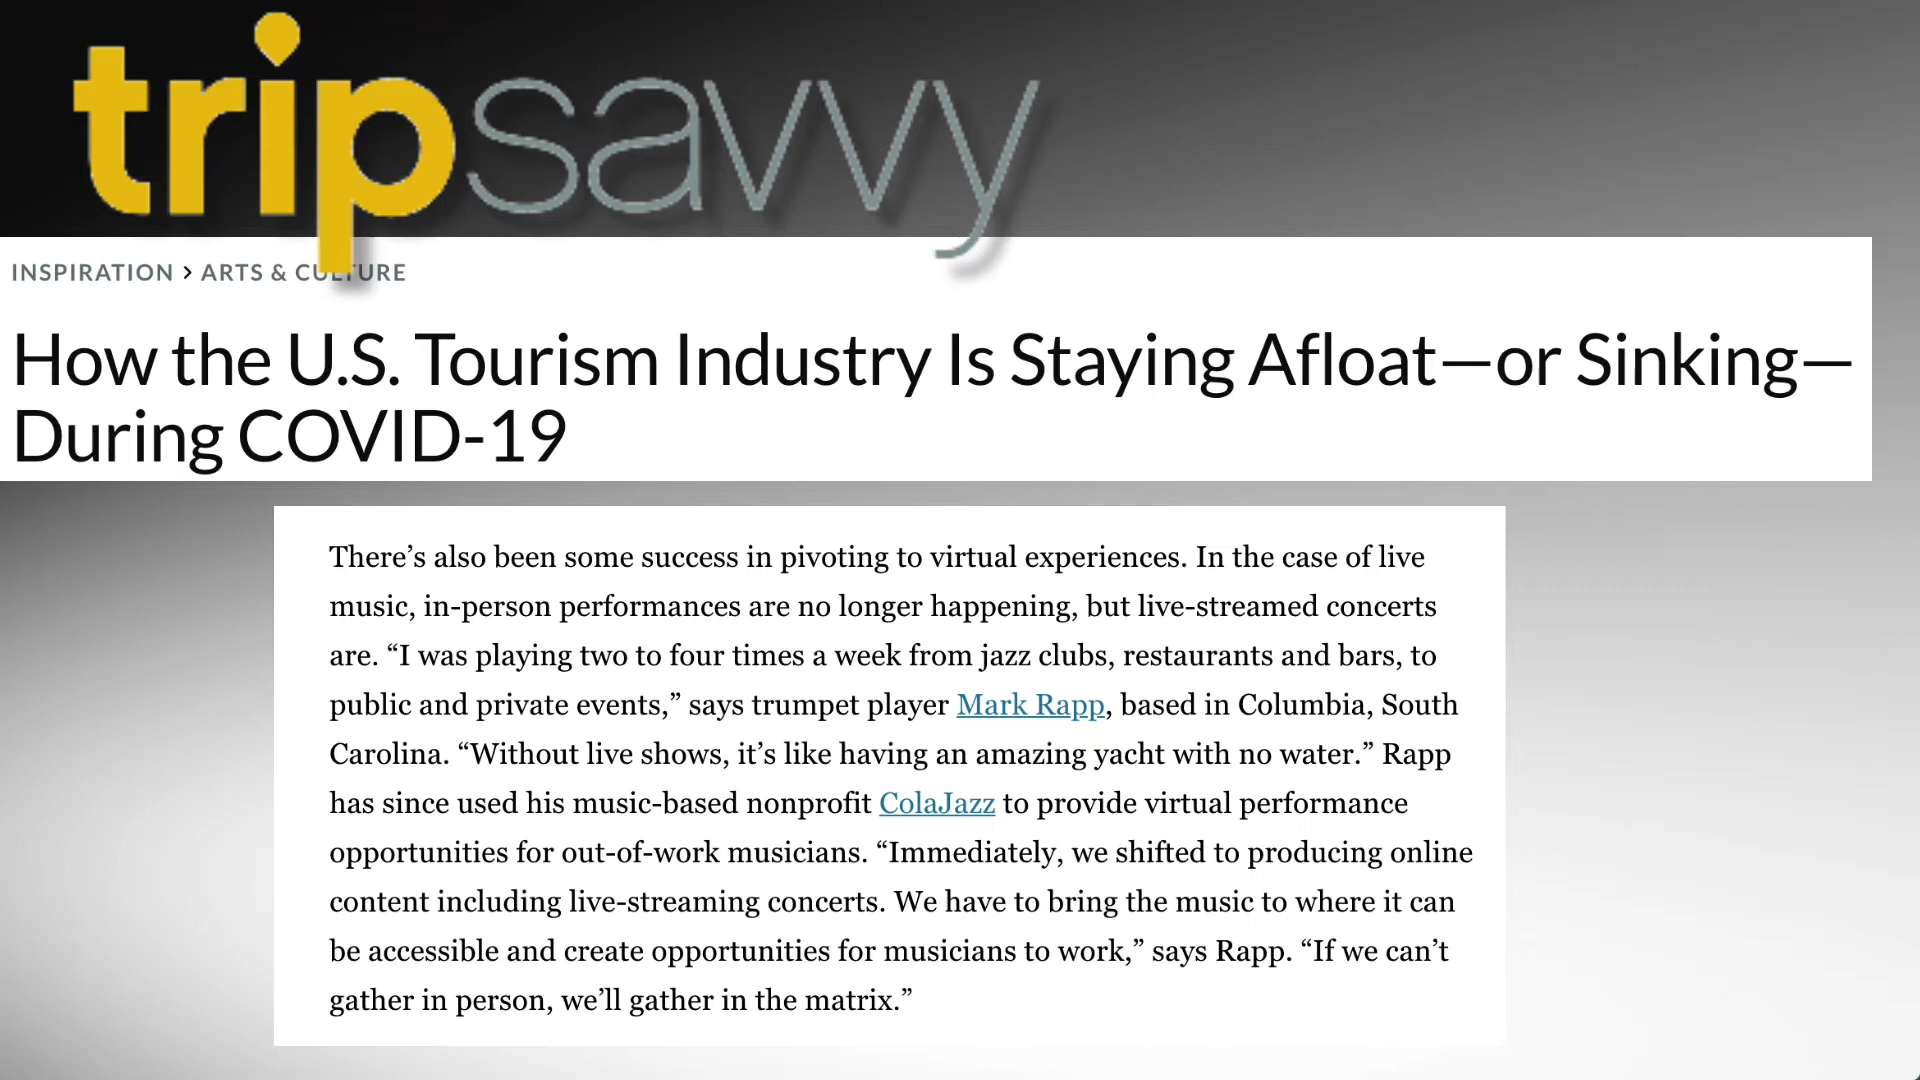 tripsavvy
INSPIRATION > ARTS & CULTURE
How the U.S. Tourism Industry Is Staying Afloat—or Sinking—
During COVID-19
There’s also been some success in pivoting to virtual experiences. In the case of live
music, in-person performances are no longer happening, but live-streamed concerts
are. “I was playing two to four times a week from jazz clubs, restaurants and bars, to
public and private events,” says trumpet player Mark Rapp, based in Columbia, South
Carolina. “Without live shows, it’s like having an amazing yacht with no water.” Rapp
has since used his music-based nonprofit ColaJazz to provide virtual performance
opportunities for out-of-work musicians. “Immediately, we shifted to producing online
content including live-streaming concerts. We have to bring the music to where it can
be accessible and create opportunities for musicians to work,” says Rapp. “If we can’t
gather in person, we’ll gather in the matrix.”